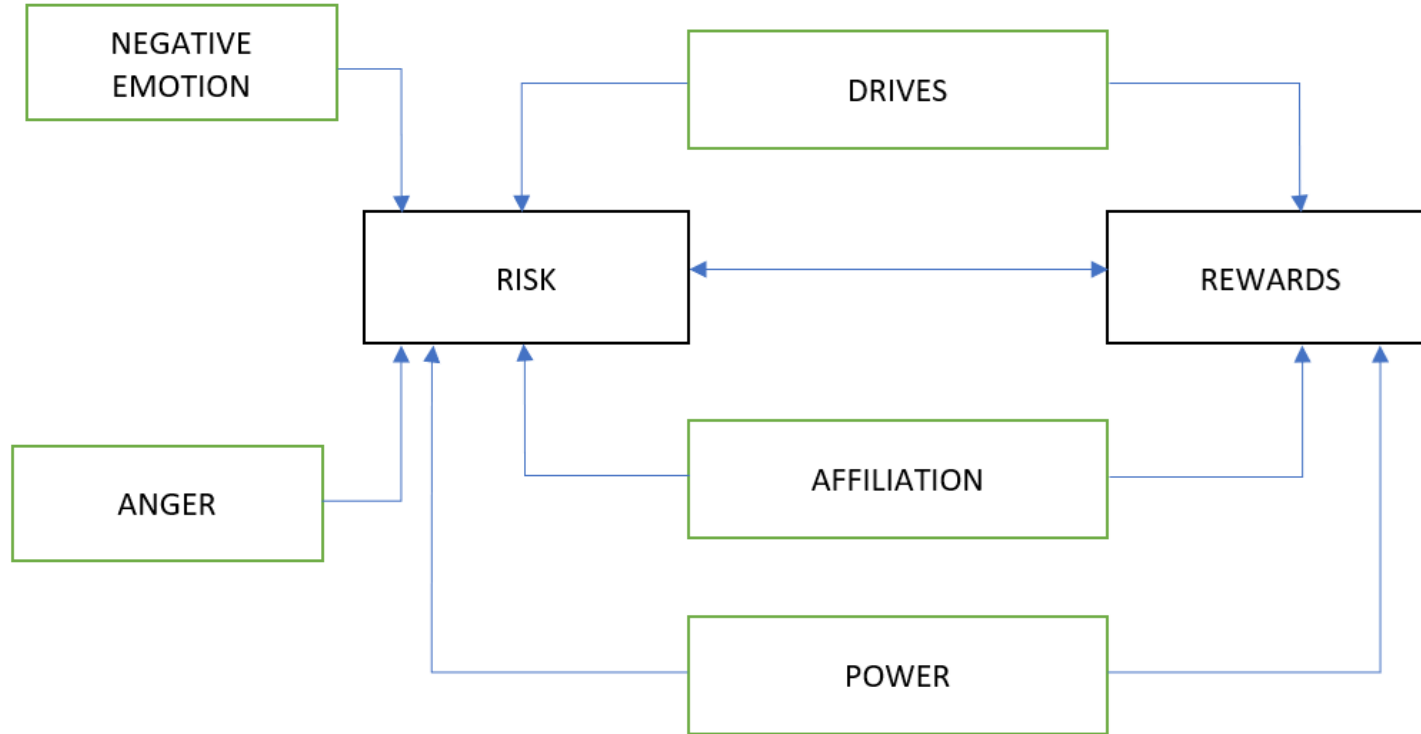 NEGATIVE
EMOTION
DRIVES
RISK
REWARDS
AFFILIATION
ANGER
POWER